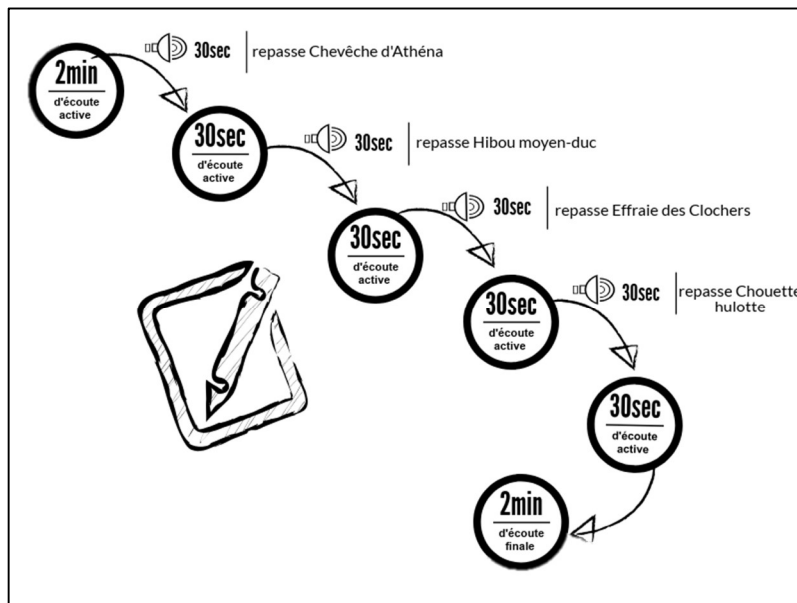 2min
d'écoute
active
30sec
repasse Chevêche d'Athéna
30sec
d'écoute
active
30sec
repasse Hibou moyen-duc
30sec
d'écoute
active
30sec
repasse Effraie des Clochers
30sec
d'écoute
active
30sec
repasse Chouette
hulotte
30sec
d'écoute
active
2min
d'écoute
finale